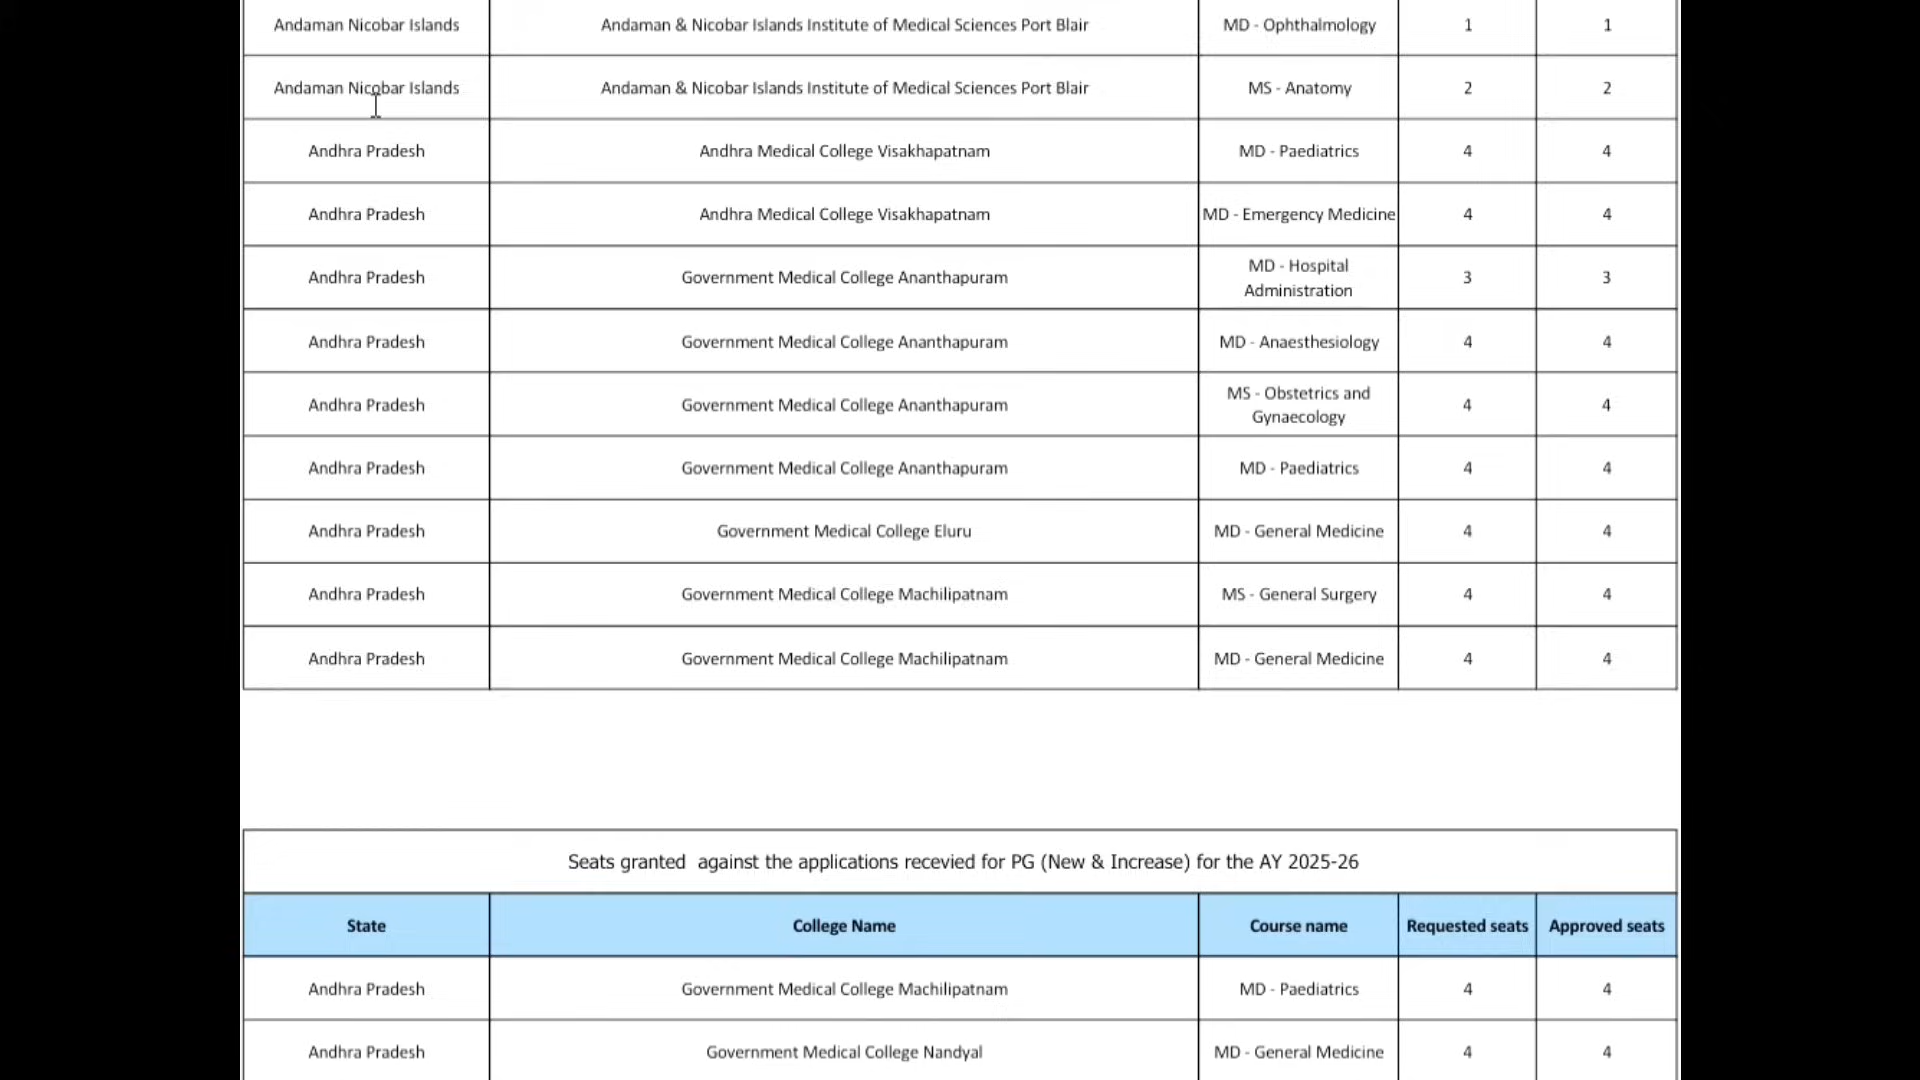 Andaman Nicobar Islands Andaman & Nicobar Islands Institute of Medical Sciences Port Blair MD - Ophthalmology 1 1
Andaman Nicobar Islands Andaman & Nicobar Islands Institute of Medical Sciences Port Blair MS - Anatomy 2 2
Andhra Pradesh Andhra Medical College Visakhapatnam MD - Paediatrics 4 4
Andhra Pradesh Andhra Medical College Visakhapatnam MD - Emergency Medicine 4 4
Andhra Pradesh Government Medical College Ananthapuram MD - Hospital
Administration 3 3
Andhra Pradesh Government Medical College Ananthapuram MD - Anaesthesiology 4 4
Andhra Pradesh Government Medical College Ananthapuram MS - Obstetrics and
Gynaecology 4 4
Andhra Pradesh Government Medical College Ananthapuram MD - Paediatrics 4 4
Andhra Pradesh Government Medical College Eluru MD - General Medicine 4 4
Andhra Pradesh Government Medical College Machilipatnam MS - General Surgery 4 4
Andhra Pradesh Government Medical College Machilipatnam MD - General Medicine 4 4
Seats granted against the applications recevied for PG (New & Increase) for the AY 2025-26
State College Name Course name Requested seats Approved seats
Andhra Pradesh Government Medical College Machilipatnam MD - Paediatrics 4 4
Andhra Pradesh Government Medical College Nandyal MD - General Medicine 4 4